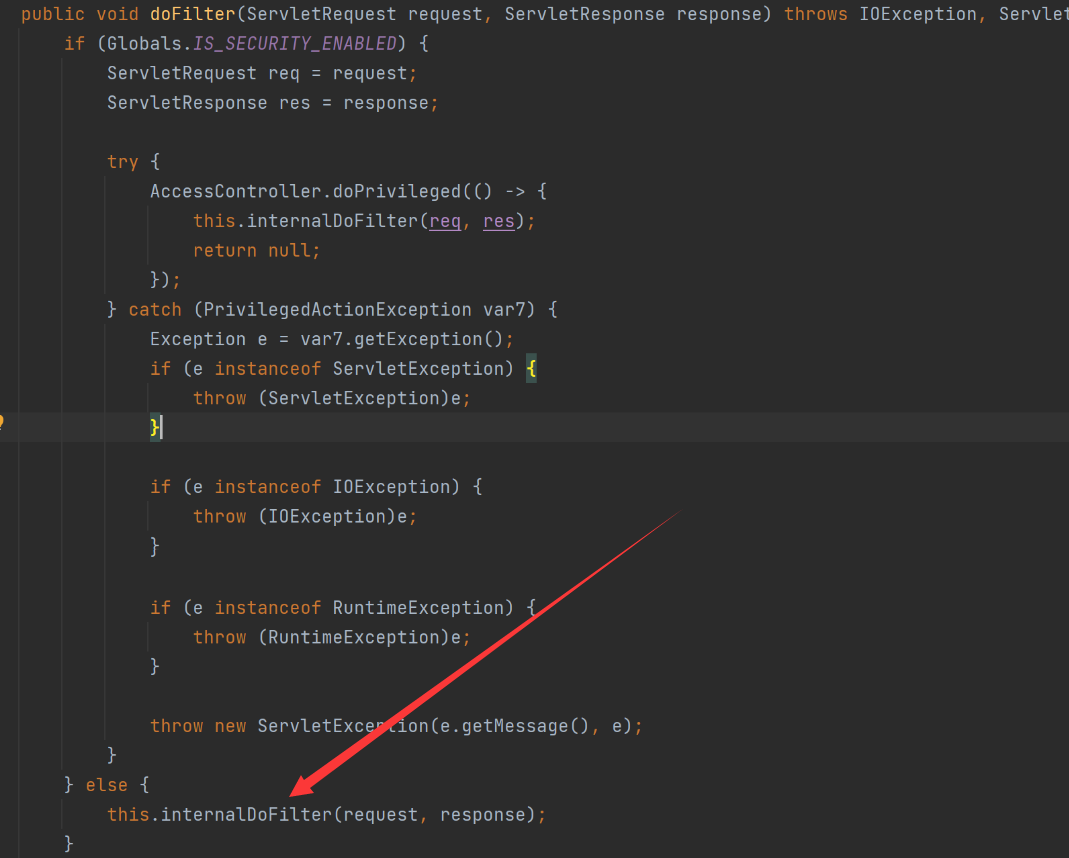 public void doFilter(ServletRequest request, ServletResponse response) throws IOException, Servlet
if (Globals.IS_SECURITY_ENABLED) {
ServletRequest req = request;
ServletResponse res = response;
try {
AccessController.doPrivileged(() -> {
this.internalDoFilter(req, res);
return null;
});
} catch (PrivilegedActionException var7) {
Exception e = var7.getException();
if (e instanceof ServletException) {
throw (ServletException)e;
}
if (e instanceof IOException) {
throw (IOException)e;
}
if (e instanceof RuntimeException) {
throw (RuntimeException)e;
}
throw new ServletException(e.getMessage(), e);
}
} else {
this.internalDoFilter(request, response);
}